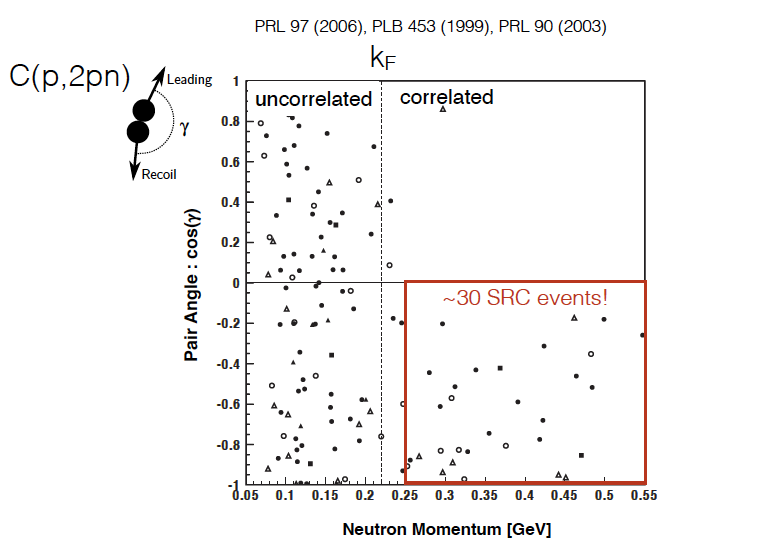 PRL 97 (2006), PLB 453 (1999), PRL 90 (2003)
k_F
C(p,2pn)
Leading
γ
Recoil
uncorrelated
correlated
~30 SRC events!
Pair Angle : cos(γ)
1
0.8
0.6
0.4
0.2
0
-0.2
-0.4
-0.6
-0.8
-1
0.05 0.1 0.15 0.2 0.25 0.3 0.35 0.4 0.45 0.5 0.55
Neutron Momentum [GeV]